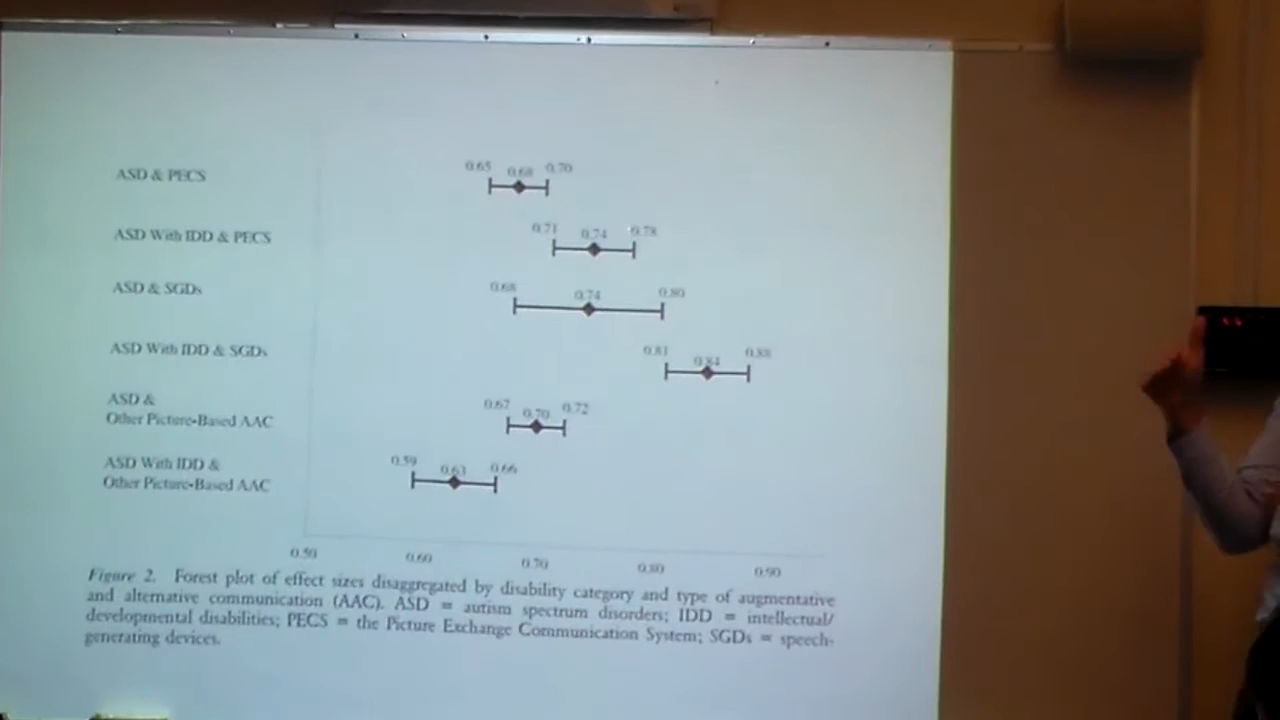 0.65 0.68 0.70
ASD & PECS
0.71 0.74 0.78
ASD With IDD & PECS
0.68 0.74 0.80
ASD & SGDs
0.81 0.84 0.88
ASD With IDD & SGDs
ASD &
0.67 0.70 0.72
Other Picture-Based AAC
0.59 0.63 0.66
ASD With IDD &
Other Picture-Based AAC
0.50 0.60 0.70 0.80 0.90
Figure 2. Forest plot of effect sizes disaggregated by disability category and type of augmentative
and alternative communication (AAC). ASD = autism spectrum disorders; IDD = intellectual/
developmental disabilities; PECS = the Picture Exchange Communication System; SGDs = speech-
generating devices.